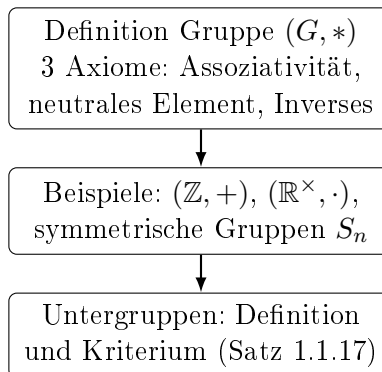 Definition Gruppe (G, ∗)
3 Axiome: Assoziativität,
neutrales Element, Inverses
Beispiele: (ℤ, +), (ℝ×, ·),
symmetrische Gruppen Sₙ
Untergruppen: Definition
und Kriterium (Satz 1.1.17)